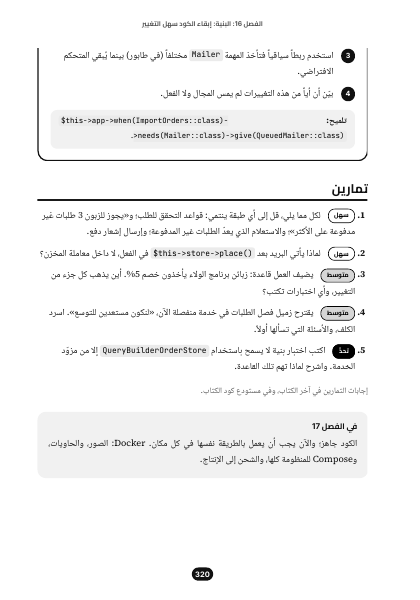 الفصل 16: البنية: إبقاء الكود سهل التغيير
3 استخدم ربطاً سياقياً فتأخذ المهمة Mailer مختلفاً (في طابور) بينما يُبقي المتحكم
الافتراضي.
4 بيّن أن أياً من هذه التغييرات لم يمس المجال ولا الفعل.
تلميح: $this->app->when(ImportOrders::class)-
>needs(Mailer::class)->give(QueuedMailer::class).
تمارين
1. سهل لكل مما يلي، قل إلى أي طبقة ينتمي: قواعد التحقق للطلب؛ و«يجوز للزبون 3 طلبات غير
مدفوعة على الأكثر»؛ والاستعلام الذي يعدّ الطلبات غير المدفوعة؛ وإرسال إشعار دفع.
2. سهل لماذا يأتي البريد بعد $this->store->place() في الفعل، لا داخل معاملة المخزن؟
3. متوسط يضيف العمل قاعدة: زبائن برنامج الولاء يأخذون خصم 5%. أين يذهب كل جزء من
التغيير، وأي اختبارات تكتب؟
4. متوسط يقترح زميل فصل الطلبات في خدمة منفصلة الآن، «لنكون مستعدين للتوسع». اسرد
الكلف، والأسئلة التي تسألها أولاً.
5. تحدٍّ اكتب اختبار بنية لا يسمح باستخدام QueryBuilderOrderStore إلا من مزوّد
الخدمة. واشرح لماذا تهم تلك القاعدة.
إجابات التمارين في آخر الكتاب، وفي مستودع كود الكتاب.
في الفصل 17
الكود جاهز؛ والآن يجب أن يعمل بالطريقة نفسها في كل مكان. Docker: الصور، والحاويات،
وCompose للمنظومة كلها، والشحن إلى الإنتاج.
320